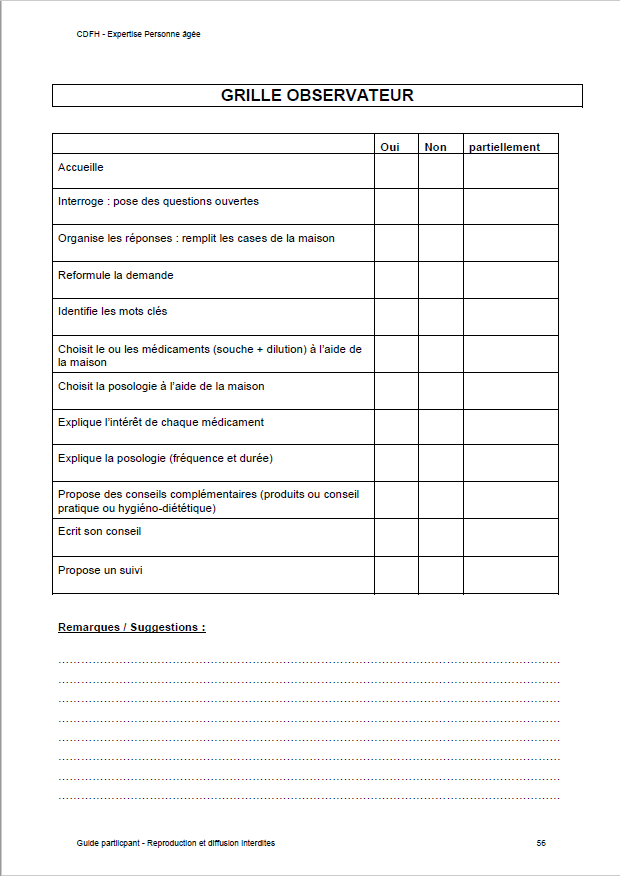 CDFH - Expertise Personne âgée
GRILLE OBSERVATEUR
Oui Non partiellement
Accueille
Interroge : pose des questions ouvertes
Organise les réponses : remplit les cases de la maison
Reformule la demande
Identifie les mots clés
Choisit le ou les médicaments (souche + dilution) à l’aide de
la maison
Choisit la posologie à l’aide de la maison
Explique l’intérêt de chaque médicament
Explique la posologie (fréquence et durée)
Propose des conseils complémentaires (produits ou conseil
pratique ou hygiéno-diététique)
Ecrit son conseil
Propose un suivi
Remarques / Suggestions :
Guide participant - Reproduction et diffusion interdites 56